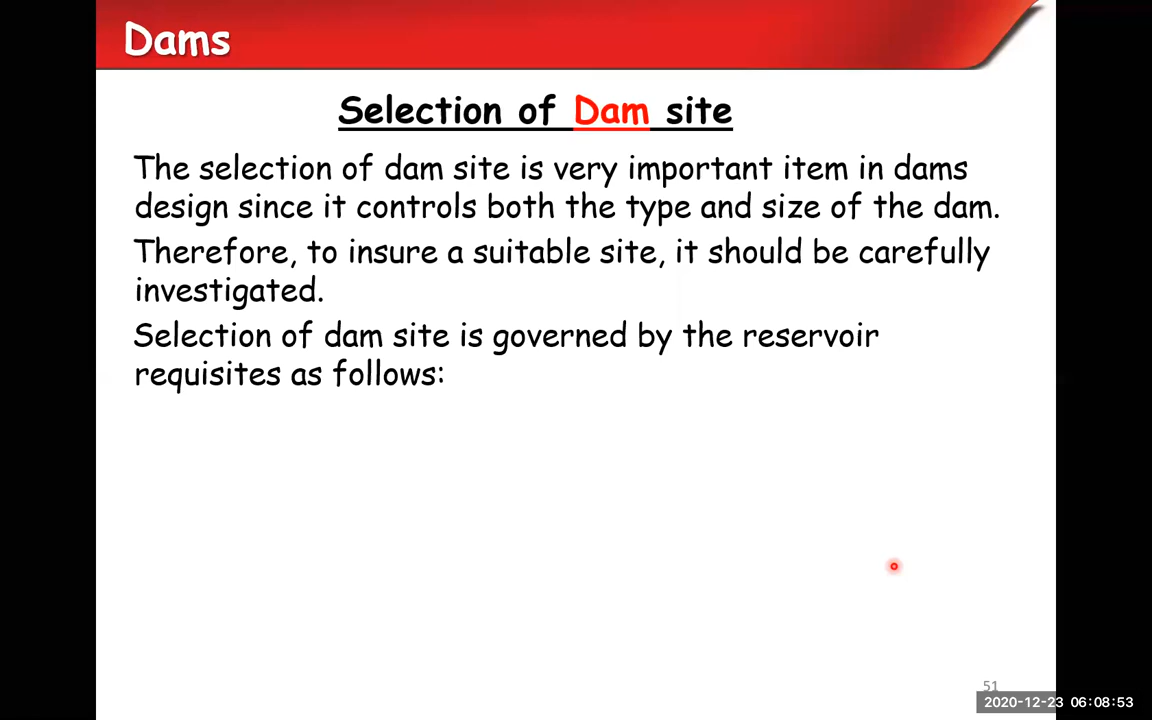 Dams
Selection of Dam site
The selection of dam site is very important item in dams
design since it controls both the type and size of the dam.
Therefore, to insure a suitable site, it should be carefully
investigated.
Selection of dam site is governed by the reservoir
requisites as follows:
51
2020-12-23 06:08:53